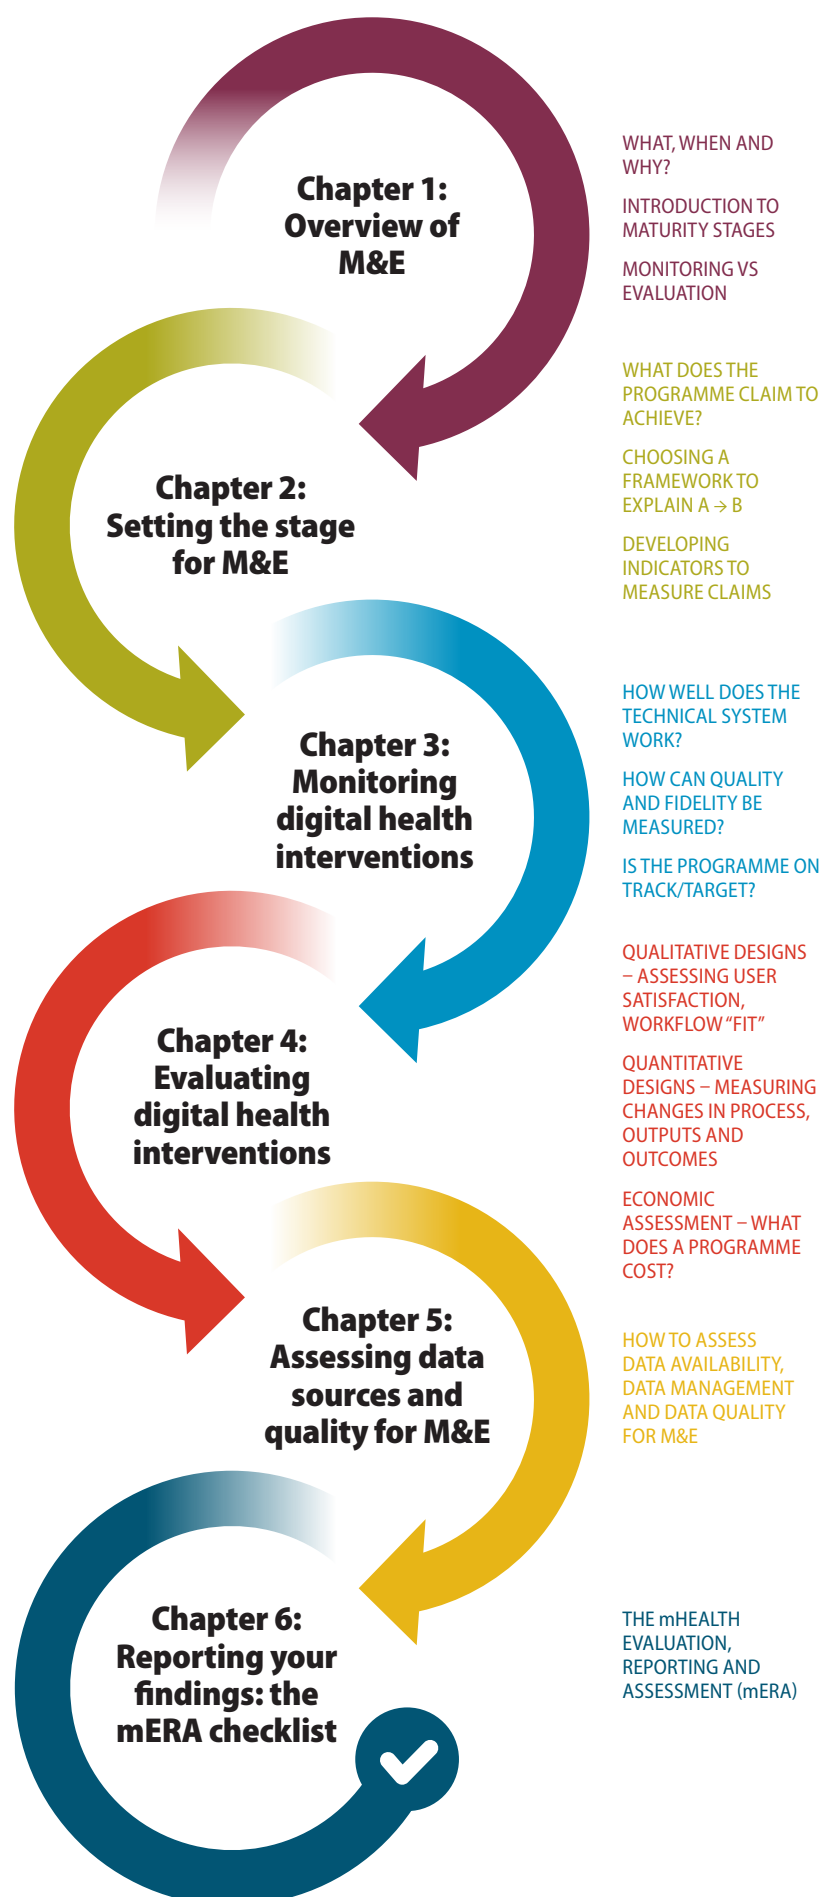 Chapter 1:
Overview of
M&E
WHAT, WHEN AND
WHY?
INTRODUCTION TO
MATURITY STAGES
MONITORING VS
EVALUATION
Chapter 2:
Setting the stage
for M&E
WHAT DOES THE
PROGRAMME CLAIM TO
ACHIEVE?
CHOOSING A
FRAMEWORK TO
EXPLAIN A → B
DEVELOPING
INDICATORS TO
MEASURE CLAIMS
Chapter 3:
Monitoring
digital health
interventions
HOW WELL DOES THE
TECHNICAL SYSTEM
WORK?
HOW CAN QUALITY
AND FIDELITY BE
MEASURED?
IS THE PROGRAMME ON
TRACK/TARGET?
Chapter 4:
Evaluating
digital health
interventions
QUALITATIVE DESIGNS
– ASSESSING USER
SATISFACTION,
WORKFLOW “FIT”
QUANTITATIVE
DESIGNS – MEASURING
CHANGES IN PROCESS,
OUTPUTS AND
OUTCOMES
ECONOMIC
ASSESSMENT – WHAT
DOES A PROGRAMME
COST?
Chapter 5:
Assessing data
sources and
quality for M&E
HOW TO ASSESS
DATA AVAILABILITY,
DATA MANAGEMENT
AND DATA QUALITY
FOR M&E
Chapter 6:
Reporting your
findings: the
mERA checklist
THE mHEALTH
EVALUATION,
REPORTING AND
ASSESSMENT (mERA)